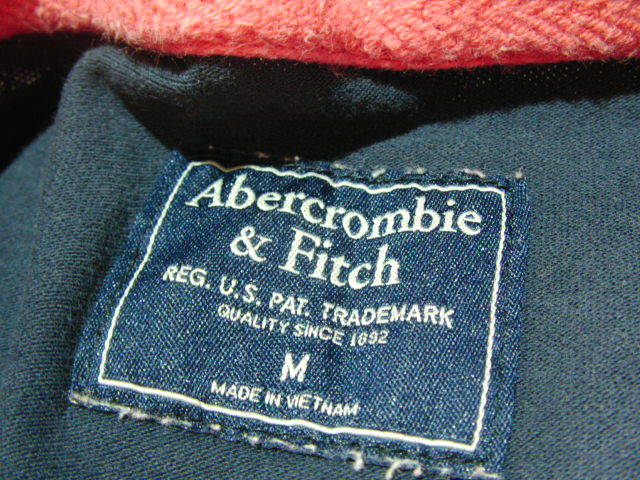 Abercrombie
& Fitch
REG. U.S. PAT. TRADEMARK
QUALITY SINCE 1892
M
MADE IN VIETNAM